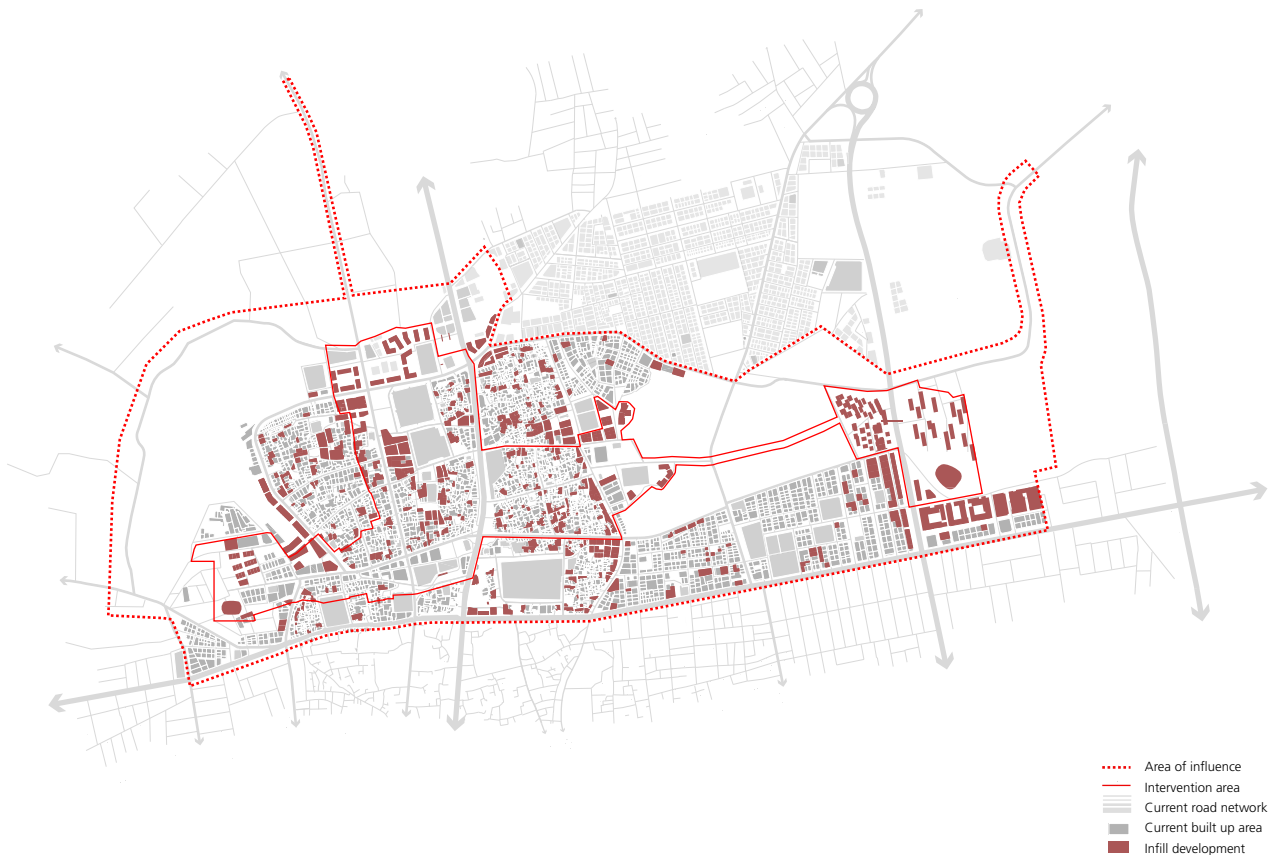 Area of influence
Intervention area
Current road network
Current built up area
Infill development